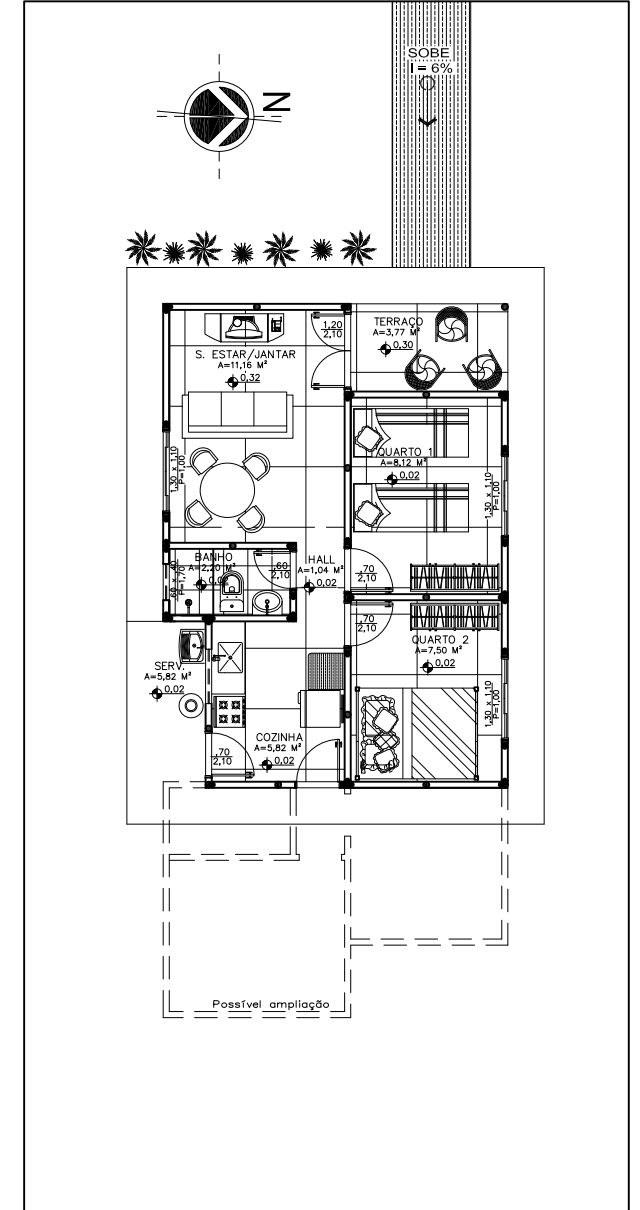 SOBE
I = 6%
N
1,20
2,10
TERRAÇO
A=3,77 M²
0,30
S. ESTAR/JANTAR
A=11,16 M²
0,32
1,30 x 1,10
P=1,00
QUARTO 1
A=8,12 M²
0,02
1,30 x 1,10
P=1,00
BANHO
A=2,20 M²
,60
2,10
HALL
A=1,04 M²
0,02
,70
2,10
,60 x ,40
P=1,70
,70
2,10
QUARTO 2
A=7,50 M²
0,02
SERV.
A=5,82 M²
0,02
1,30 x 1,10
P=1,00
COZINHA
A=5,82 M²
0,02
,70
2,10
Possível ampliação